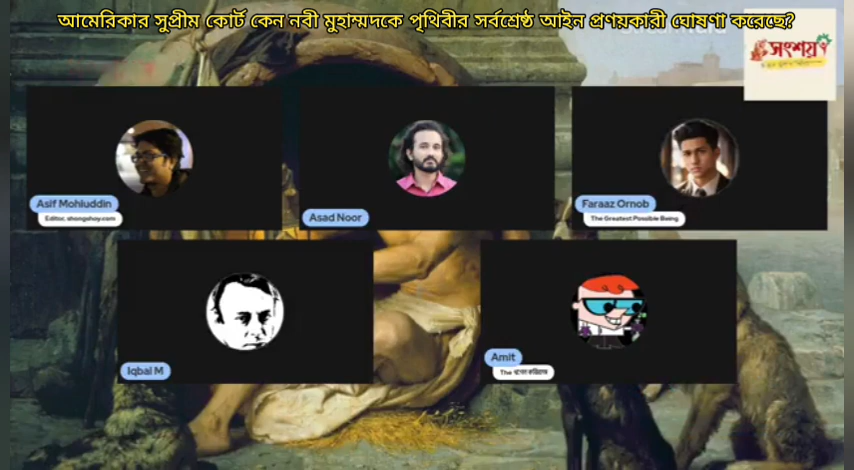 আমেরিকার সুপ্রীম কোর্ট কেন নবী মুহাম্মদকে পৃথিবীর সর্বশ্রেষ্ঠ আইন প্রণয়কারী ঘোষণা করেছে?
সংশয়
Asif Mohiuddin
Editor, shongshoy.com
Asad Noor
Faraaz Ornob
The Greatest Possible Being
Iqbal M
Amit
The